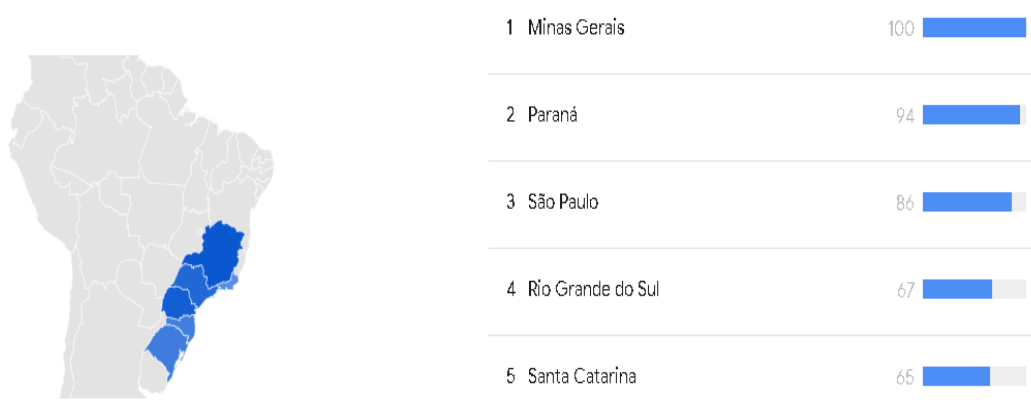 1 Minas Gerais 100
2 Paraná 94
3 São Paulo 86
4 Rio Grande do Sul 67
5 Santa Catarina 65